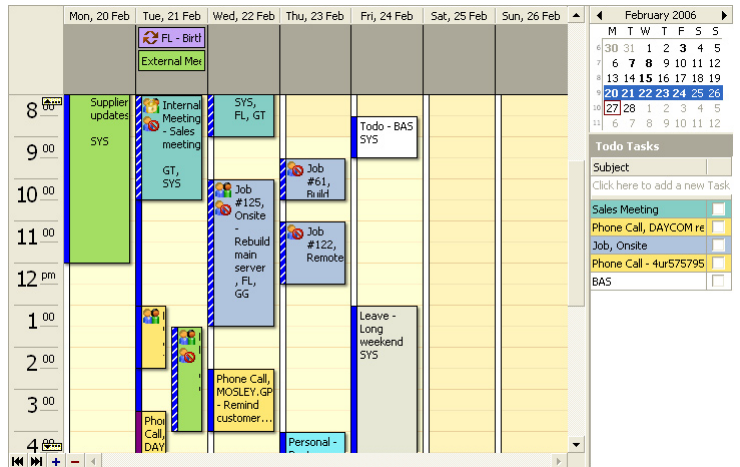 Mon, 20 Feb Tue, 21 Feb Wed, 22 Feb Thu, 23 Feb Fri, 24 Feb Sat, 25 Feb Sun, 26 Feb
FL - Birth
External Mee
8 00
9 00
10 00
11 00
12 pm
1 00
2 00
3 00
4 00
Supplier
updates
SYS
Internal
Meeting
- Sales
meeting
GT,
SYS
Phon
Call,
DAY
SYS,
FL, GT
Job
#125,
Onsite
-
Rebuild
main
server
, FL,
GG
Phone Call,
MOSLEY.GP
- Remind
customer...
Job
#61,
Build
Job
#122,
Remote
Personal -
Todo - BAS
SYS
Leave -
Long
weekend
SYS
February 2006
M T W T F S S
6 30 31 1 2 3 4 5
7 6 7 8 9 10 11 12
8 13 14 15 16 17 18 19
9 20 21 22 23 24 25 26
10 27 28 1 2 3 4 5
11 6 7 8 9 10 11 12
Todo Tasks
Subject
Click here to add a new Task
Sales Meeting
Phone Call, DAYCOM re
Job, Onsite
Phone Call - 4ur575795
BAS